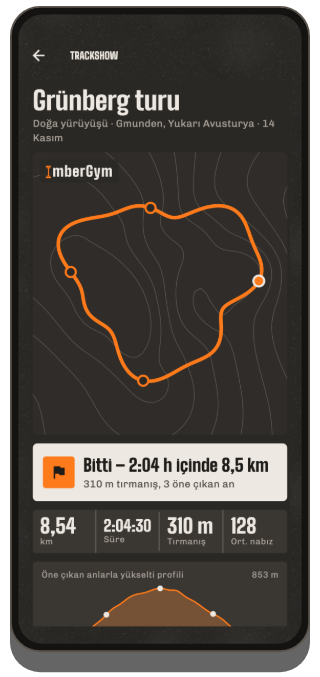 TRACKSHOW
Grünberg turu
Doğa yürüyüşü · Gmunden, Yukarı Avusturya · 14
Kasım
ImberGym
Bitti – 2:04 h içinde 8,5 km
310 m tırmanış, 3 öne çıkan an
8,54
km
2:04:30
Süre
310 m
Tırmanış
128
Ort. nabız
Öne çıkan anlarla yükselti profili
853 m